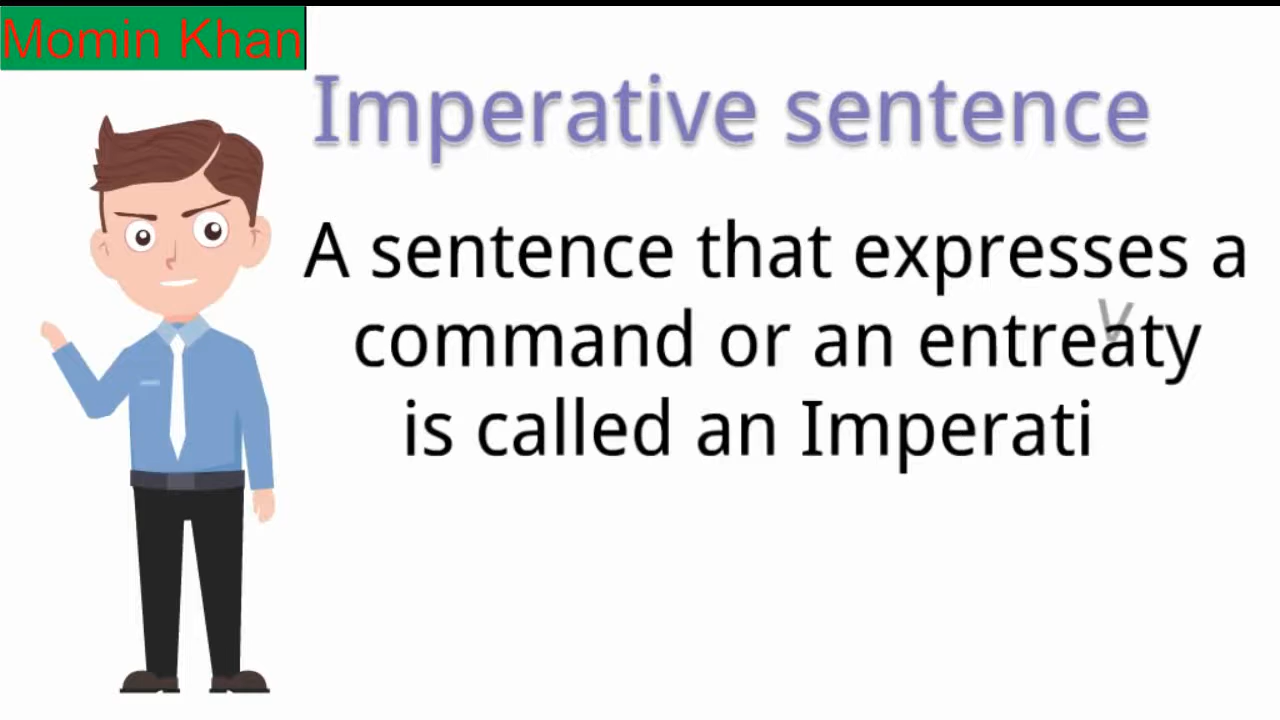 Momin Khan
Imperative sentence
A sentence that expresses a
command or an entreaty
is called an Imperati
v